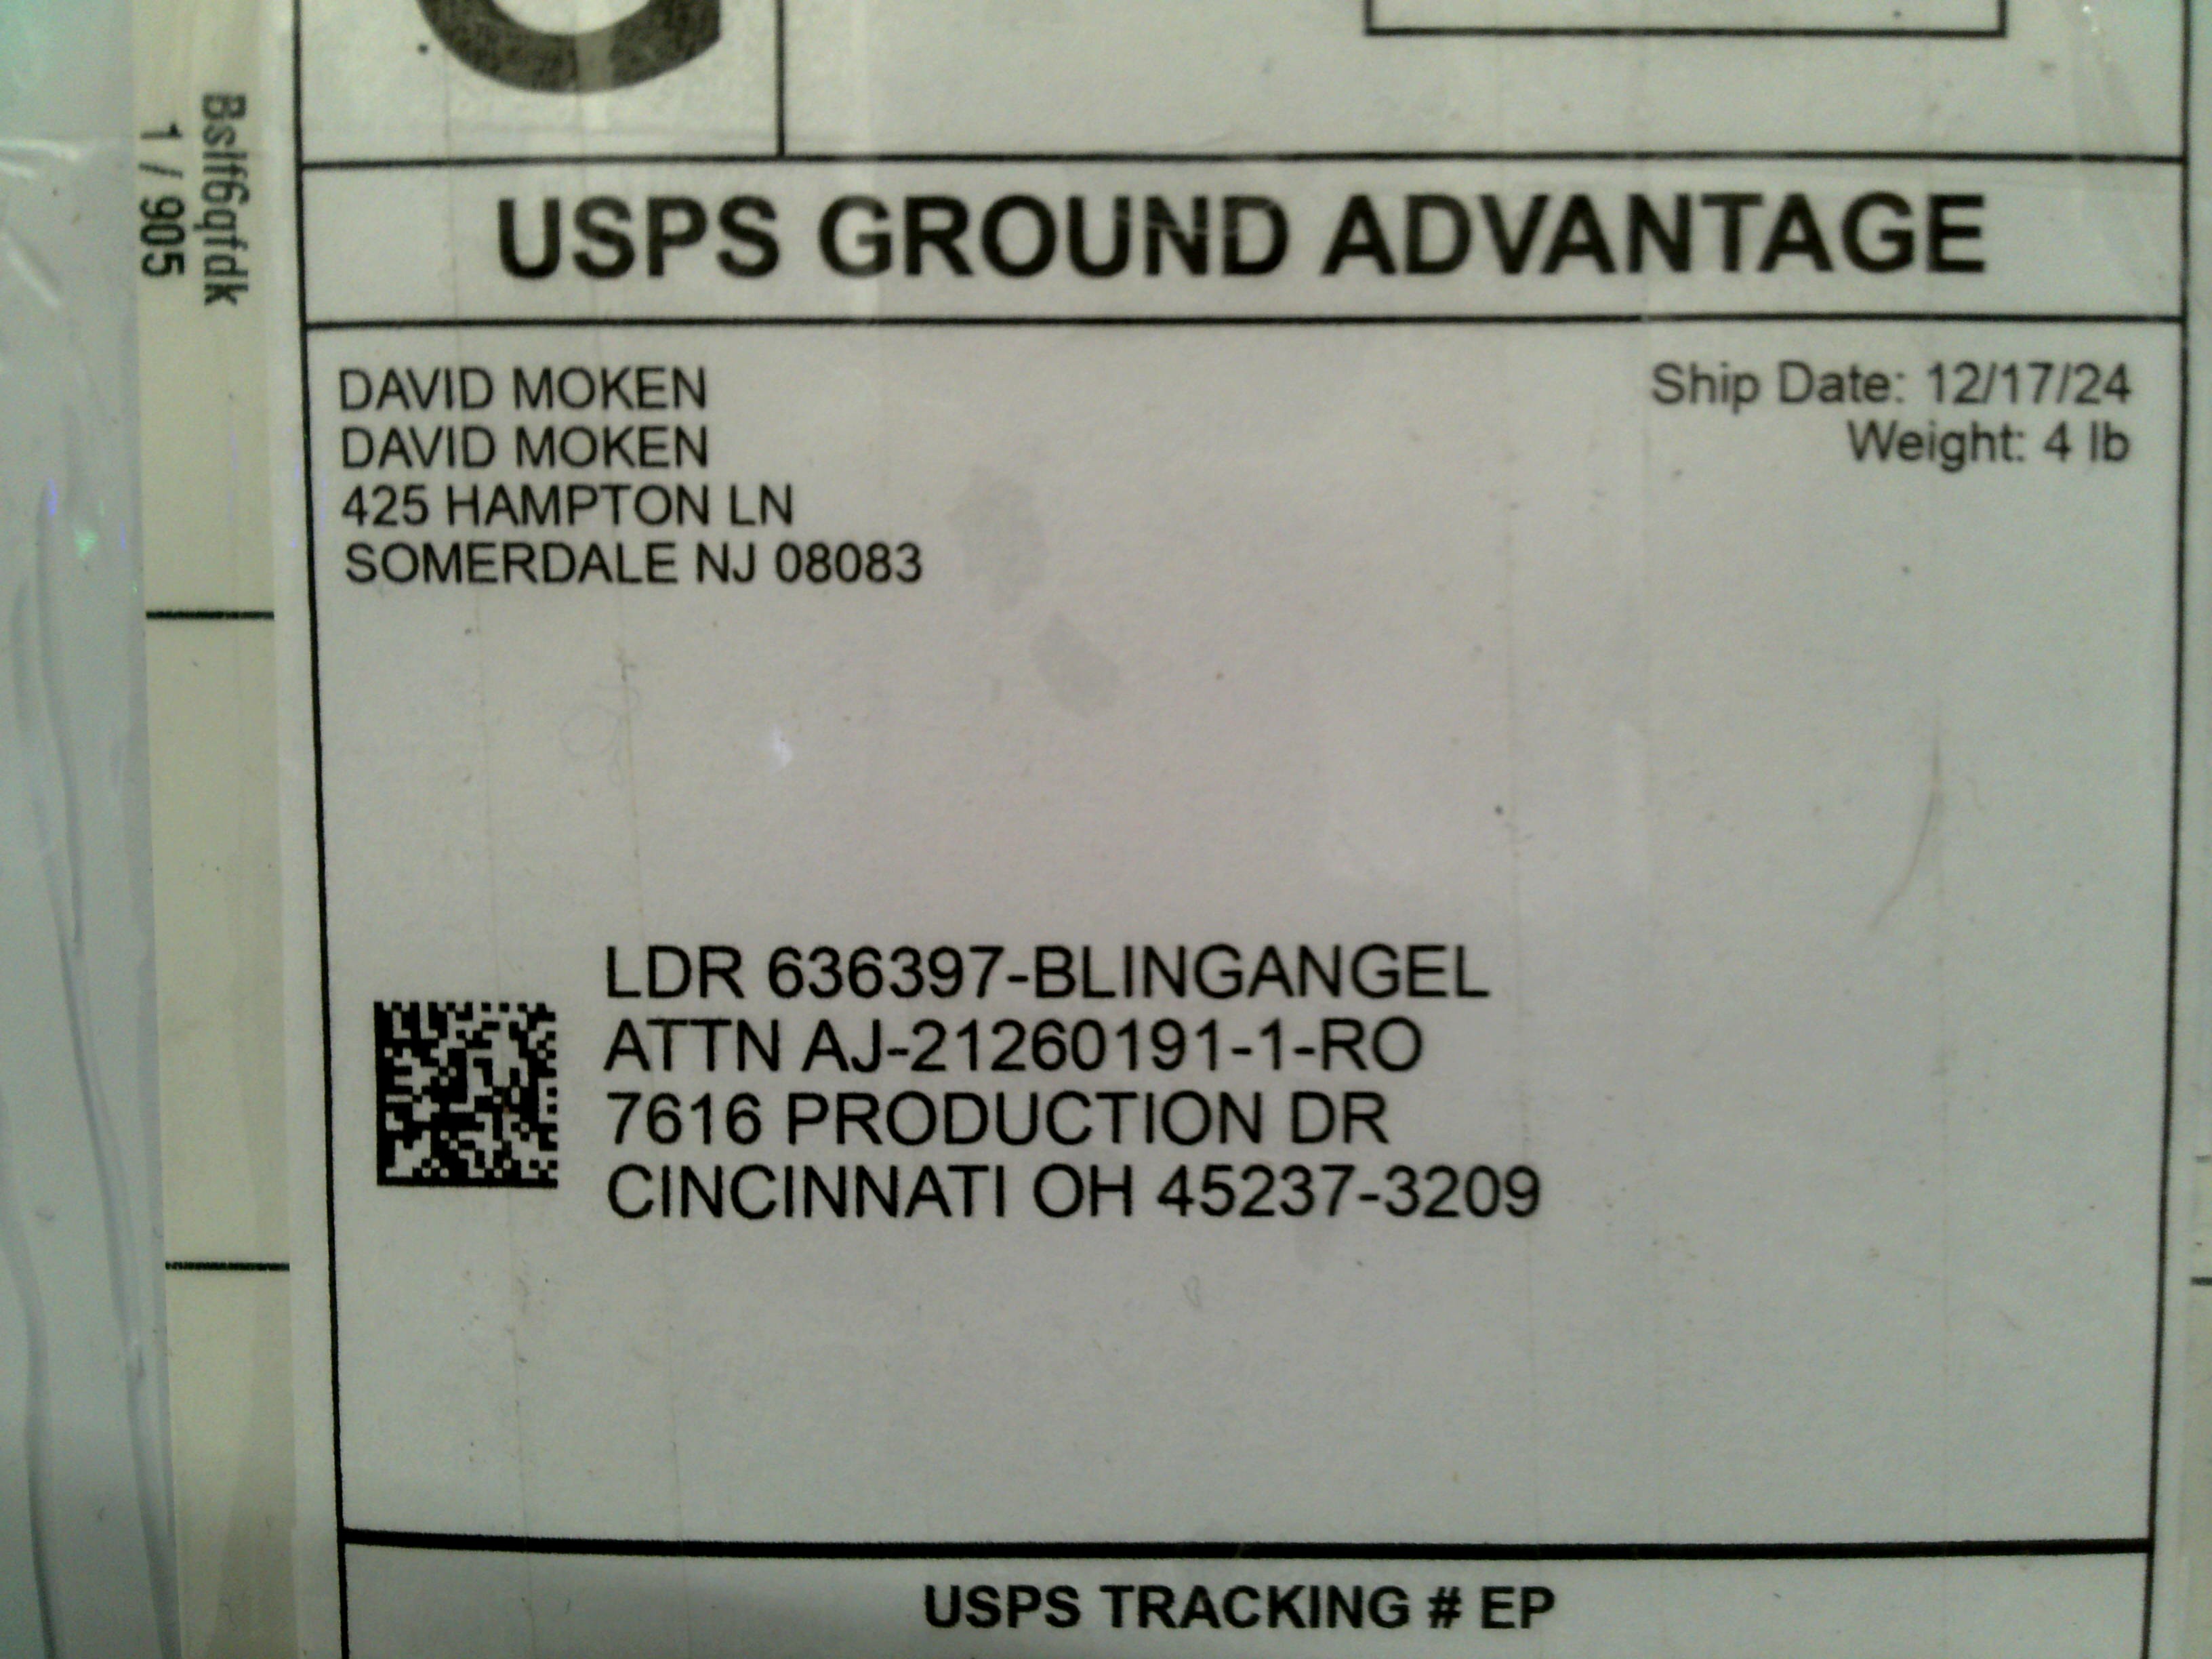 Bslf6qfdk
1 / 905
USPS GROUND ADVANTAGE
DAVID MOKEN
DAVID MOKEN
425 HAMPTON LN
SOMERDALE NJ 08083
Ship Date: 12/17/24
Weight: 4 lb
LDR 636397-BLINGANGEL
ATTN AJ-21260191-1-RO
7616 PRODUCTION DR
CINCINNATI OH 45237-3209
USPS TRACKING # EP